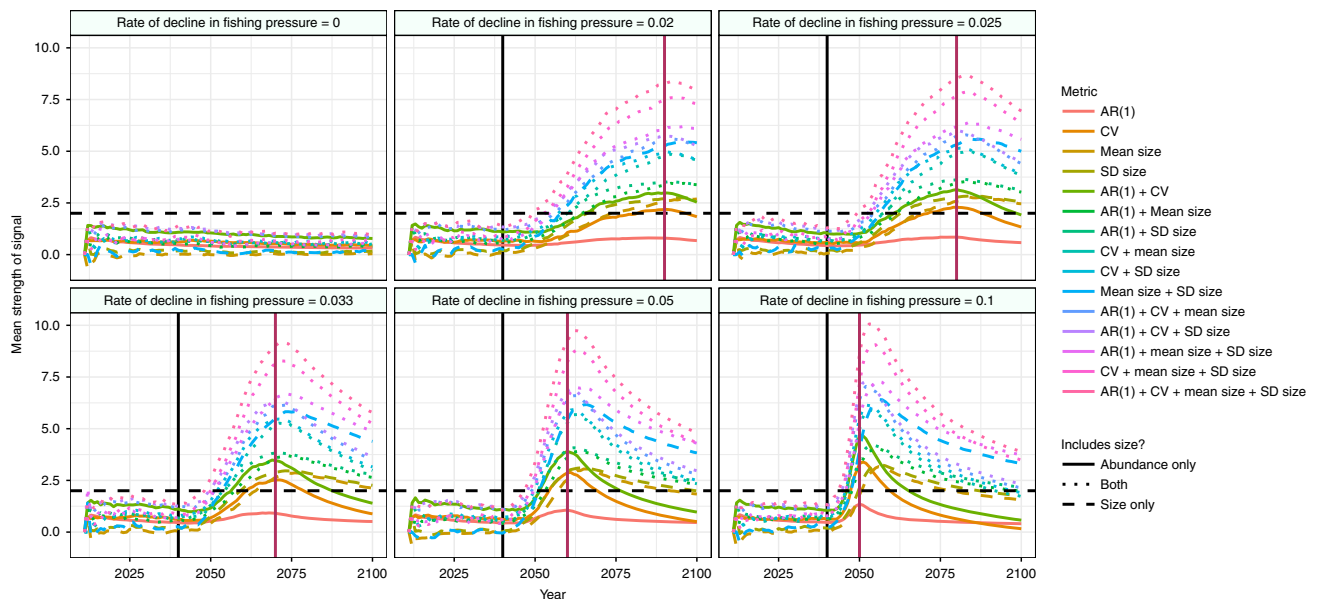 Rate of decline in fishing pressure = 0
Rate of decline in fishing pressure = 0.02
Rate of decline in fishing pressure = 0.025
10.0
7.5
5.0
2.5
0.0
Rate of decline in fishing pressure = 0.033
Rate of decline in fishing pressure = 0.05
Rate of decline in fishing pressure = 0.1
10.0
7.5
5.0
2.5
0.0
2025
2050
2075
2100
2025
2050
2075
2100
2025
2050
2075
2100
Year
Mean strength of signal
Metric
AR(1)
CV
Mean size
SD size
AR(1) + CV
AR(1) + Mean size
AR(1) + SD size
CV + mean size
CV + SD size
Mean size + SD size
AR(1) + CV + mean size
AR(1) + CV + SD size
AR(1) + mean size + SD size
CV + mean size + SD size
AR(1) + CV + mean size + SD size
Includes size?
Abundance only
Both
Size only